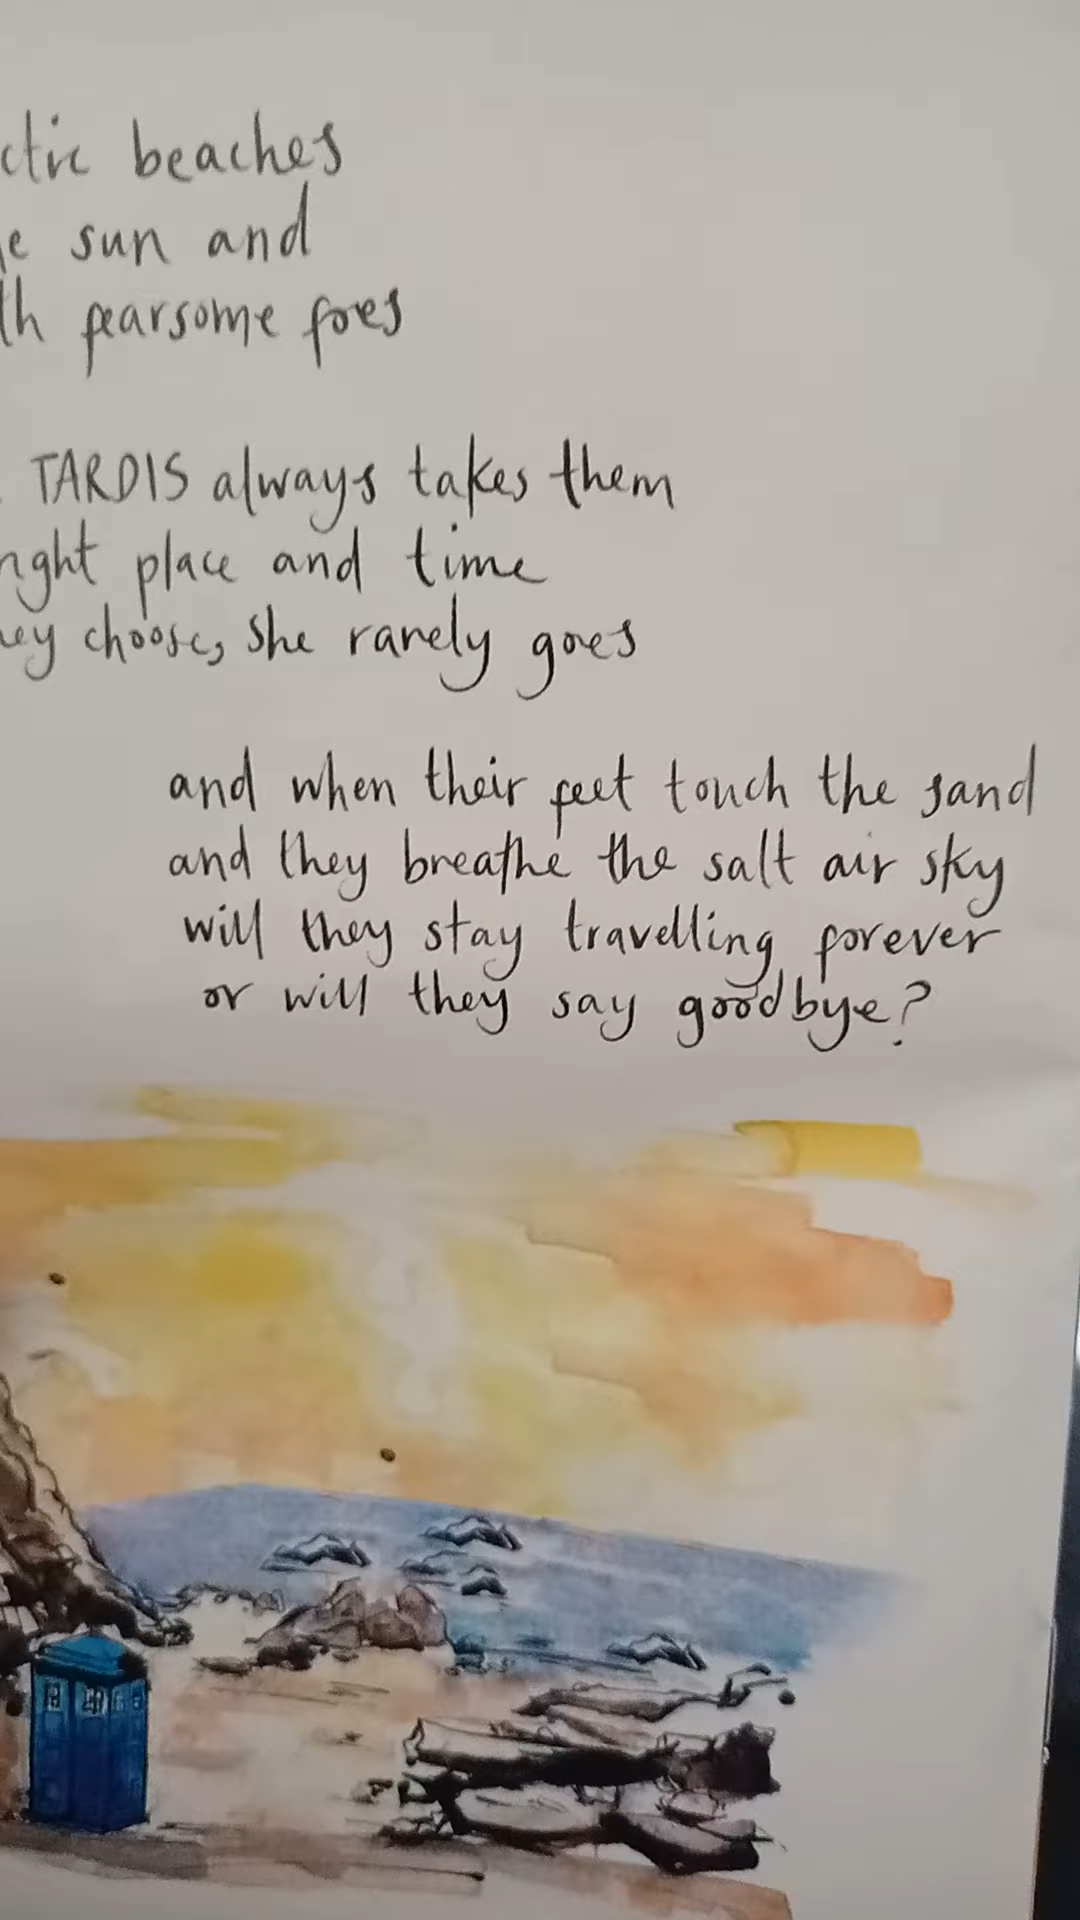 beaches
sun and
fearsome foes
TARDIS always takes them
place and time
choose, she rarely goes
and when their feet touch the sand
and they breathe the salt air sky
will they stay travelling forever
or will they say goodbye?